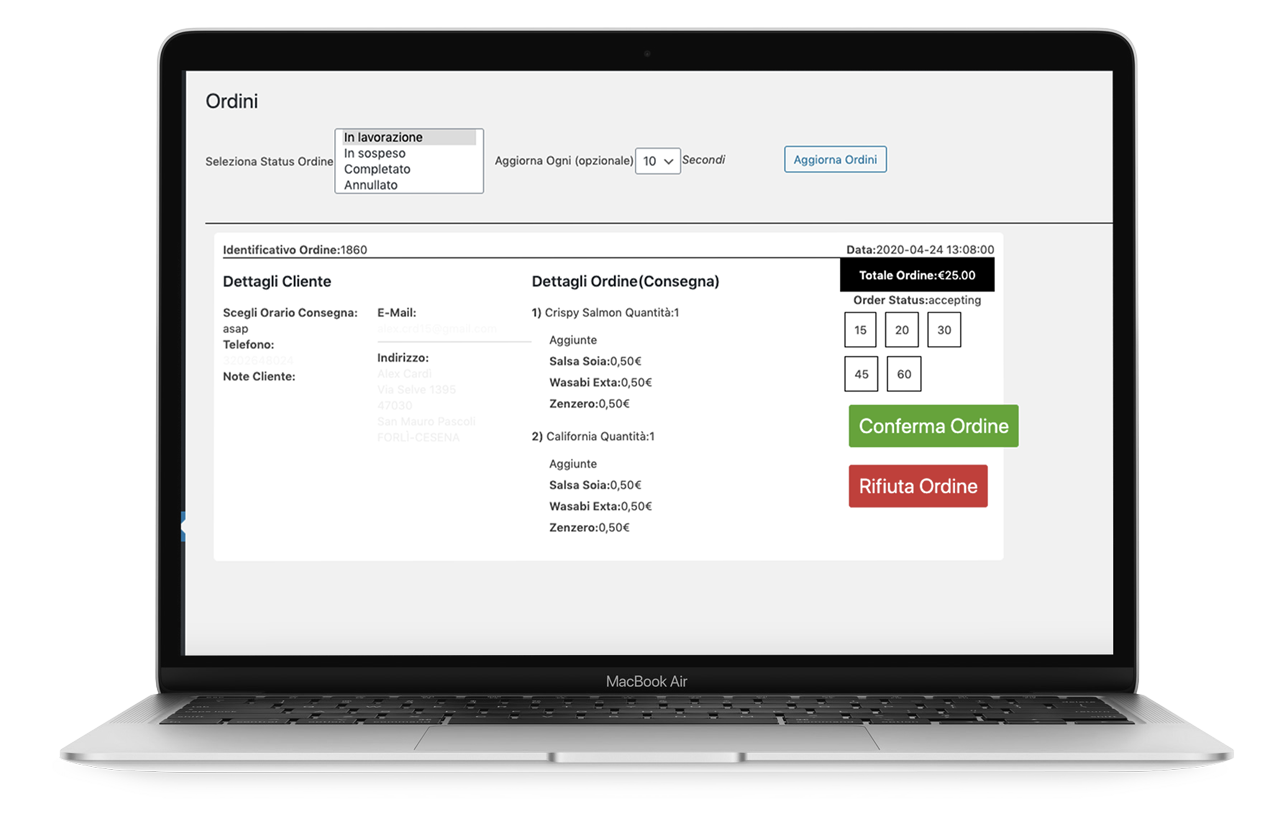 Ordini
Seleziona Status Ordine
In lavorazione
In sospeso
Completato
Annullato
Aggiorna Ogni (opzionale) 10 Secondi
Aggiorna Ordini
Identificativo Ordine:1860
Data:2020-04-24 13:08:00
Dettagli Cliente
Scegli Orario Consegna:
asap
Telefono:
Note Cliente:
E-Mail:
Indirizzo:
Alex Cardi
Via Selve 1395
47030
San Mauro Pascoli
FORLÌ-CESENA
Dettagli Ordine(Consegna)
1) Crispy Salmon Quantità:1
Aggiunte
Salsa Soia:0,50€
Wasabi Exta:0,50€
Zenzero:0,50€
2) California Quantità:1
Aggiunte
Salsa Soia:0,50€
Wasabi Exta:0,50€
Zenzero:0,50€
Totale Ordine:€25.00
Order Status:accepting
15 20 30
45 60
Conferma Ordine
Rifiuta Ordine
MacBook Air